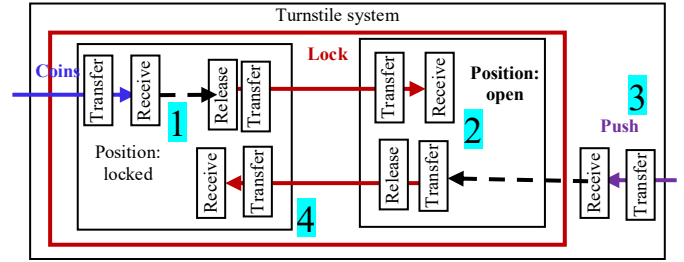 Turnstile system
Coins
Transfer
Receive
1
Release
Transfer
Lock
Transfer
Receive
Position:
open
3
Push
Position:
locked
Receive
Transfer
4
Release
Transfer
2
Receive
Transfer